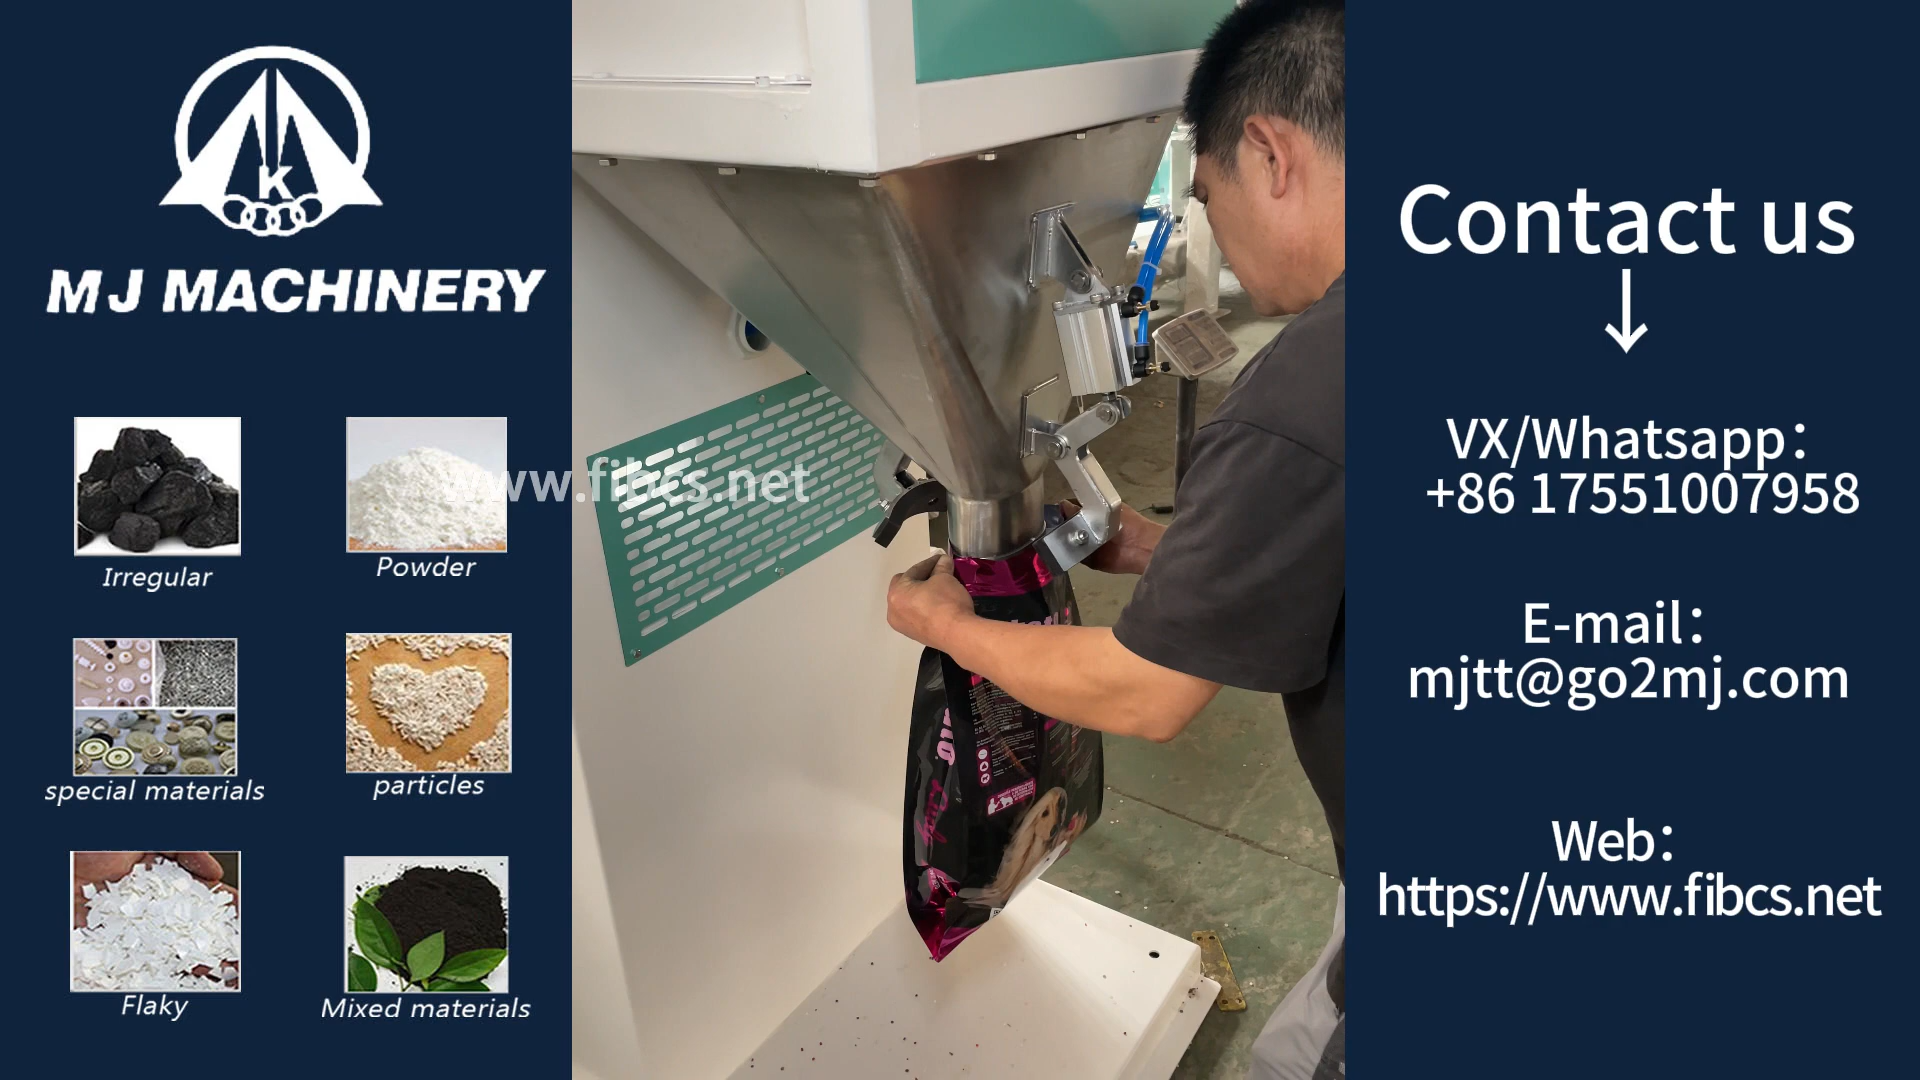 K
MJ MACHINERY
Irregular
Powder
special materials
particles
Flaky
Mixed materials
www.fibcs.net
Contact us
↓
VX/Whatsapp：
+86 17551007958
E-mail：
mjtt@go2mj.com
Web：
https://www.fibcs.net